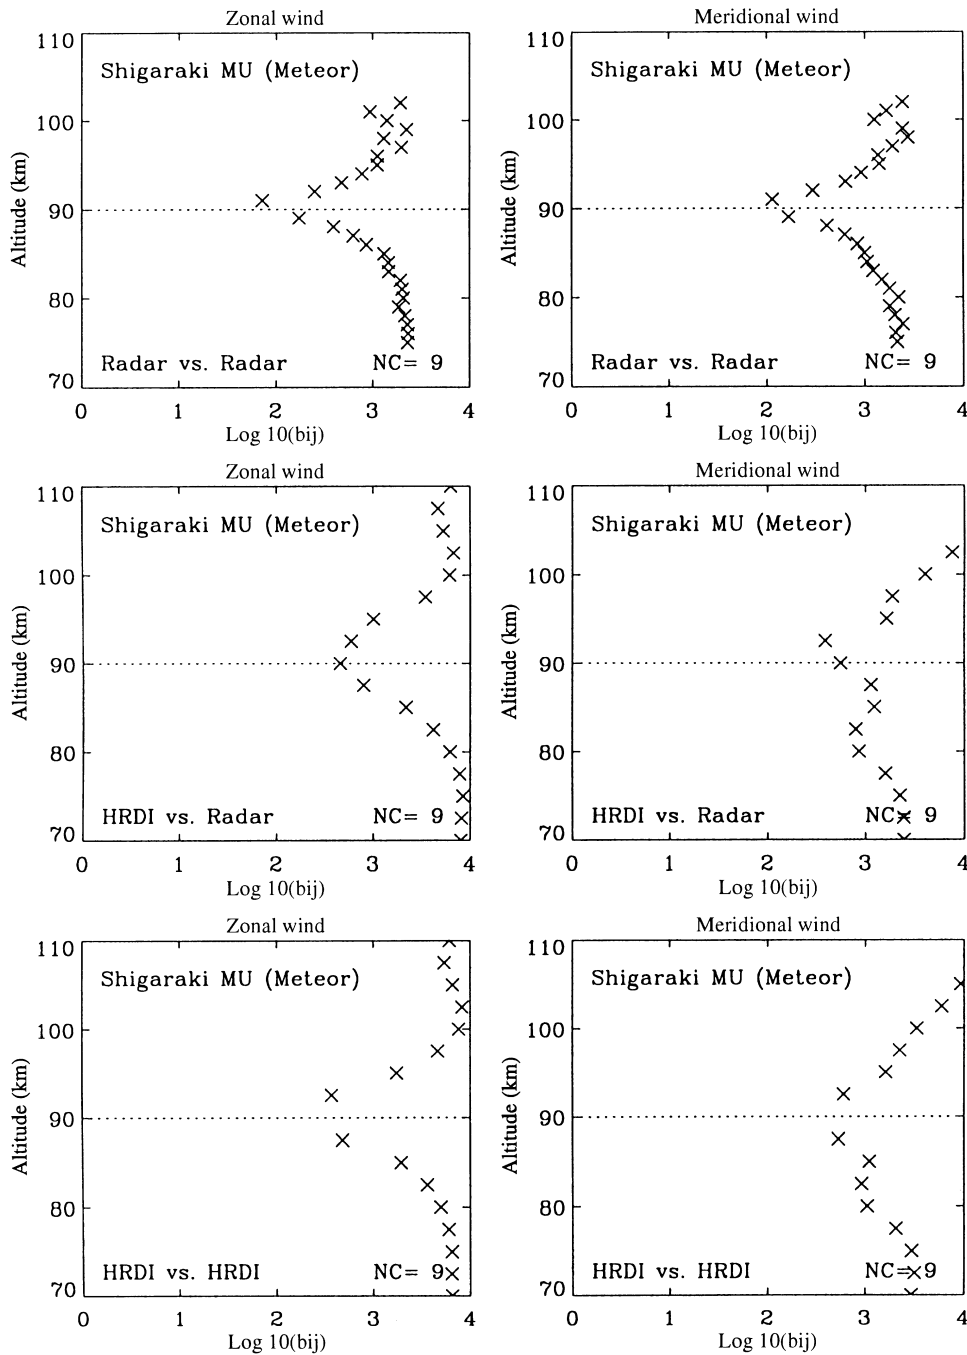 Zonal wind
110
Shigaraki MU (Meteor)
100
90
80
70
Altitude (km)
Radar vs. Radar NC= 9
0 1 2 3 4
Log 10(bij)
Meridional wind
110
Shigaraki MU (Meteor)
100
90
80
70
Altitude (km)
Radar vs. Radar NC= 9
0 1 2 3 4
Log 10(bij)
Zonal wind
110
Shigaraki MU (Meteor)
100
90
80
70
Altitude (km)
HRDI vs. Radar NC= 9
0 1 2 3 4
Log 10(bij)
Meridional wind
110
Shigaraki MU (Meteor)
100
90
80
70
Altitude (km)
HRDI vs. Radar NC= 9
0 1 2 3 4
Log 10(bij)
Zonal wind
110
Shigaraki MU (Meteor)
100
90
80
70
Altitude (km)
HRDI vs. HRDI NC= 9
0 1 2 3 4
Log 10(bij)
Meridional wind
110
Shigaraki MU (Meteor)
100
90
80
70
Altitude (km)
HRDI vs. HRDI NC= 9
0 1 2 3 4
Log 10(bij)